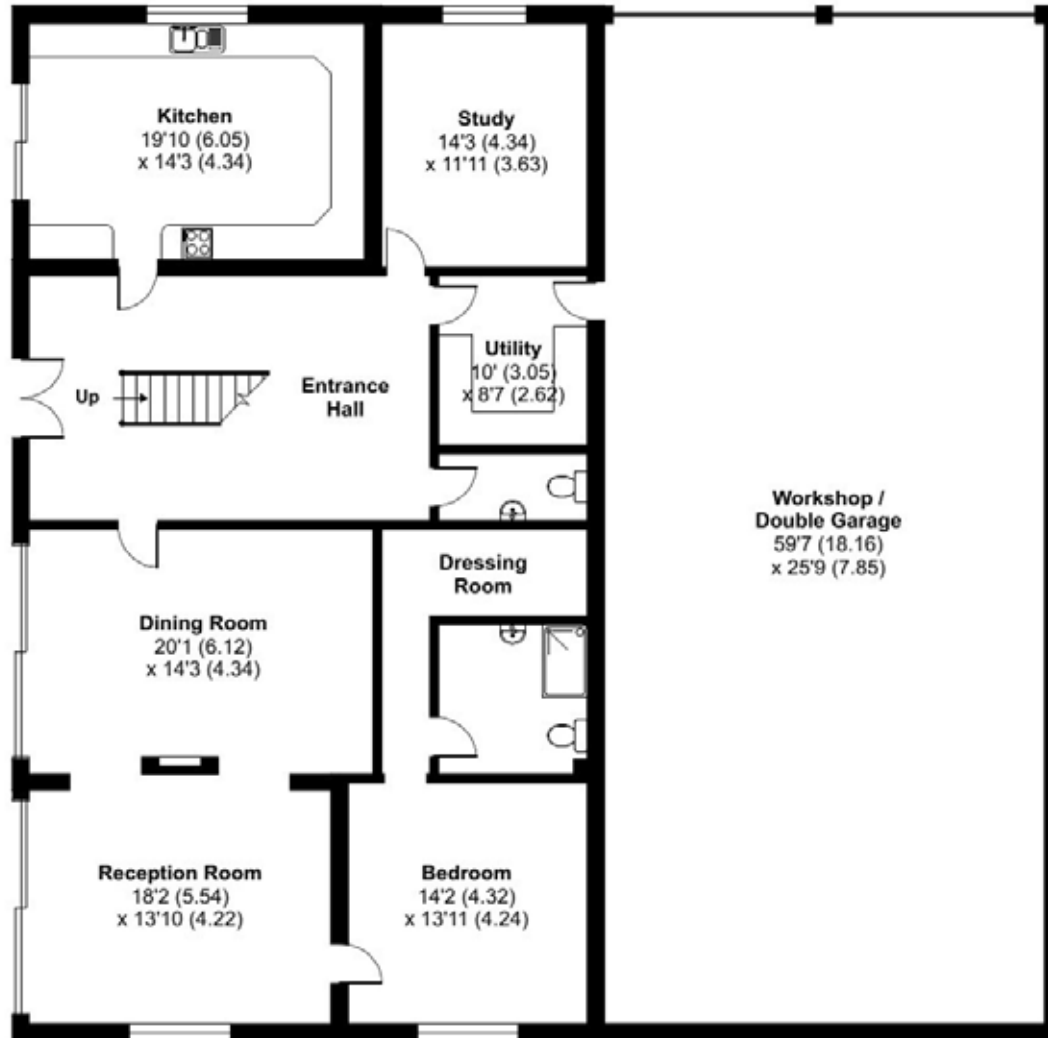 Kitchen
19'10 (6.05)
x 14'3 (4.34)
Study
14'3 (4.34)
x 11'11 (3.63)
Utility
10' (3.05)
x 8'7 (2.62)
Up
Entrance
Hall
Workshop /
Double Garage
59'7 (18.16)
x 25'9 (7.85)
Dressing
Room
Dining Room
20'1 (6.12)
x 14'3 (4.34)
Reception Room
18'2 (5.54)
x 13'10 (4.22)
Bedroom
14'2 (4.32)
x 13'11 (4.24)